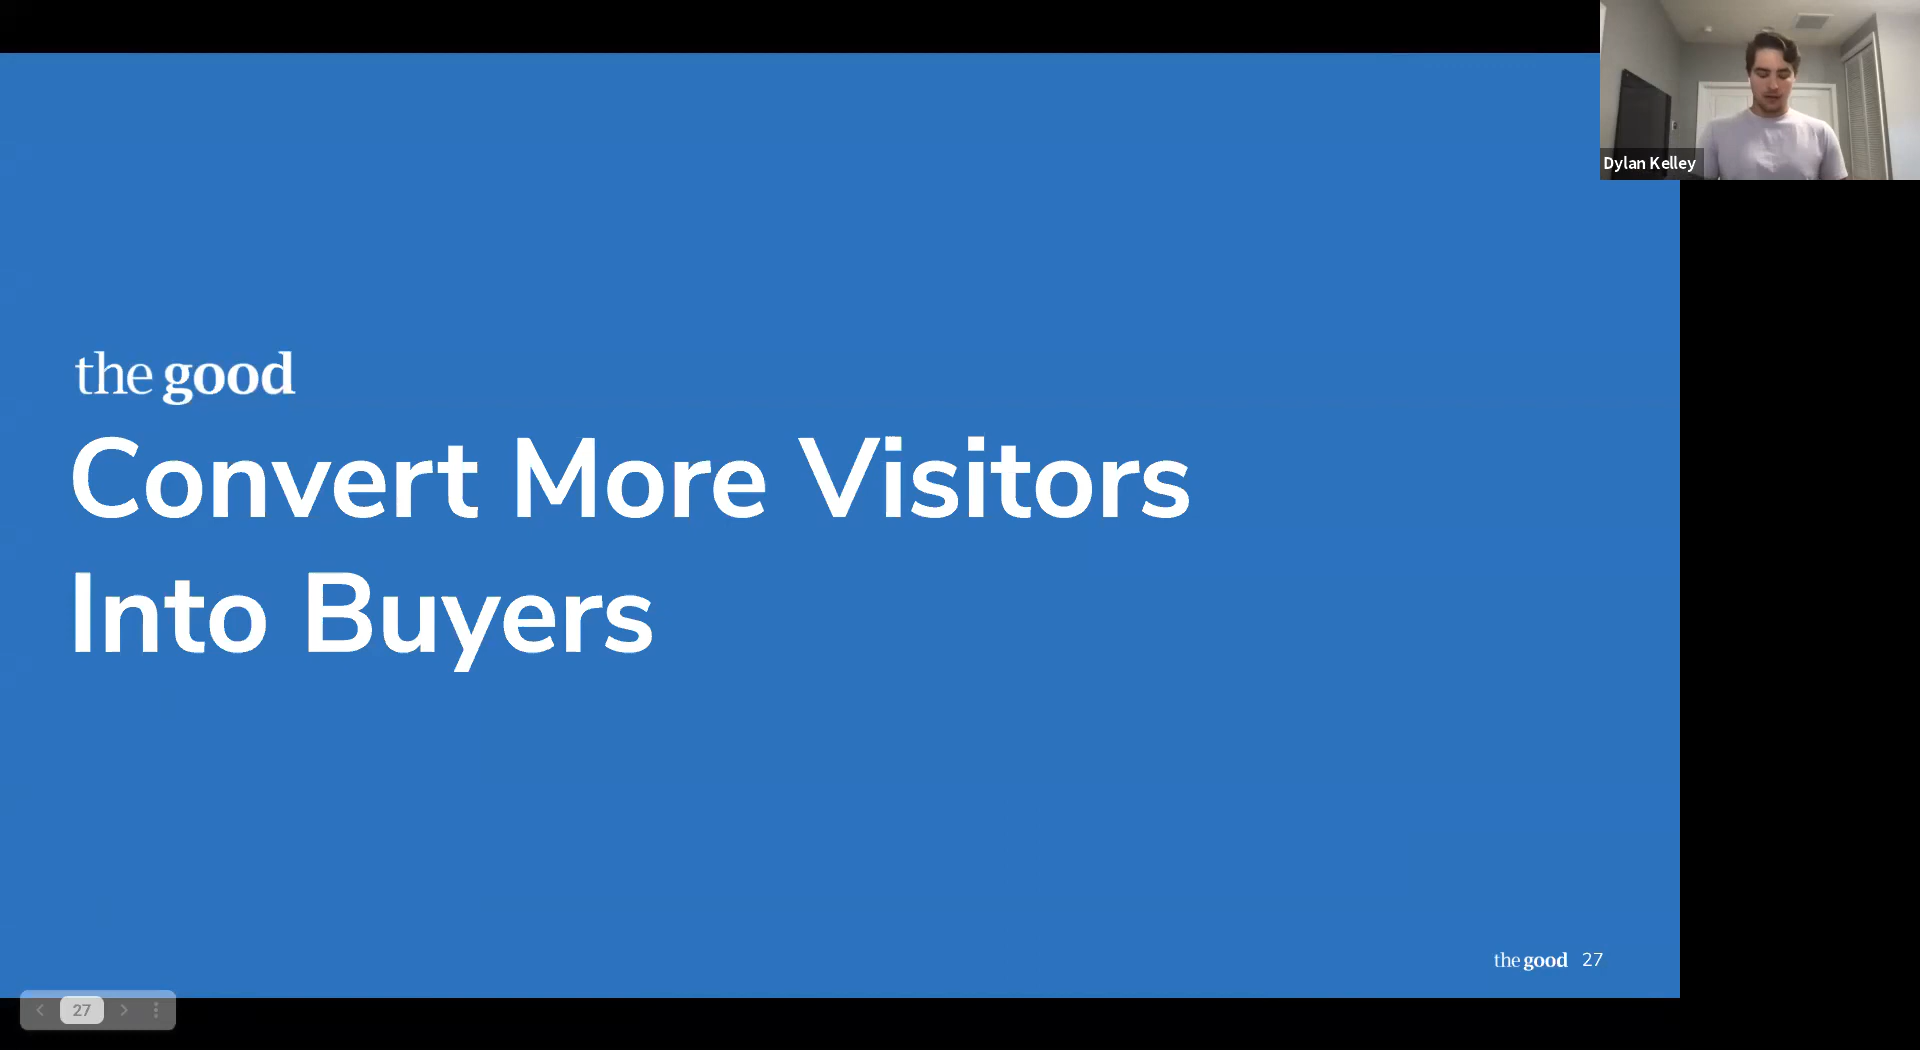 Dylan Kelley
the good
Convert More Visitors
Into Buyers
the good 27
27